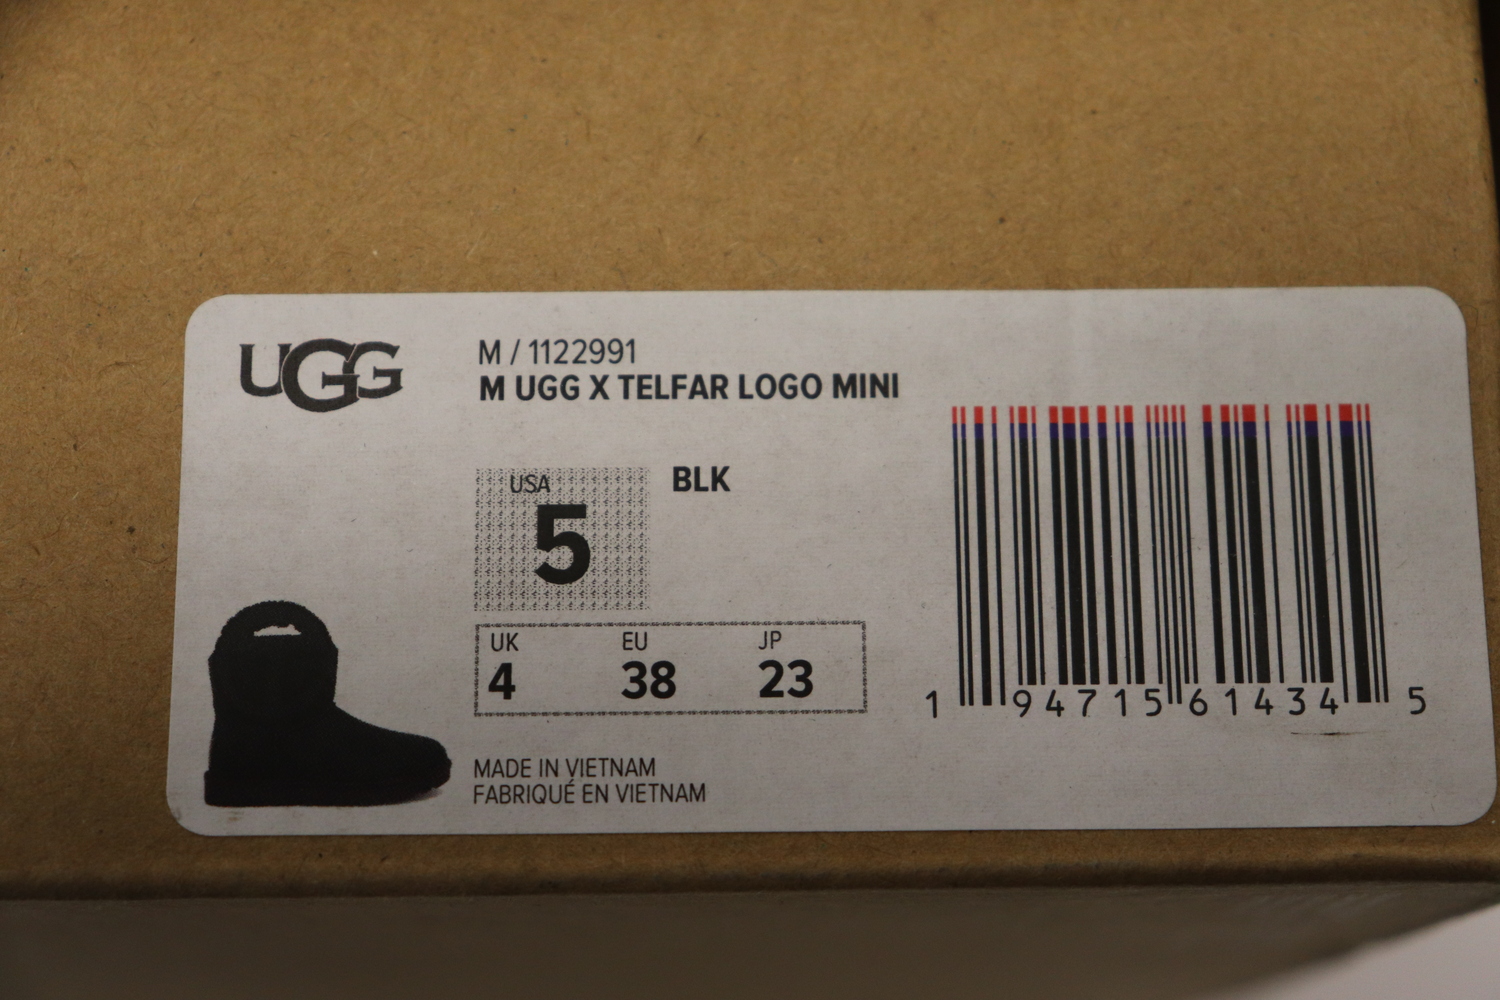 UGG
M / 1122991
M UGG X TELFAR LOGO MINI
USA
5
BLK
UK EU JP
4 38 23
1 94715 61434 5
MADE IN VIETNAM
FABRIQUÉ EN VIETNAM